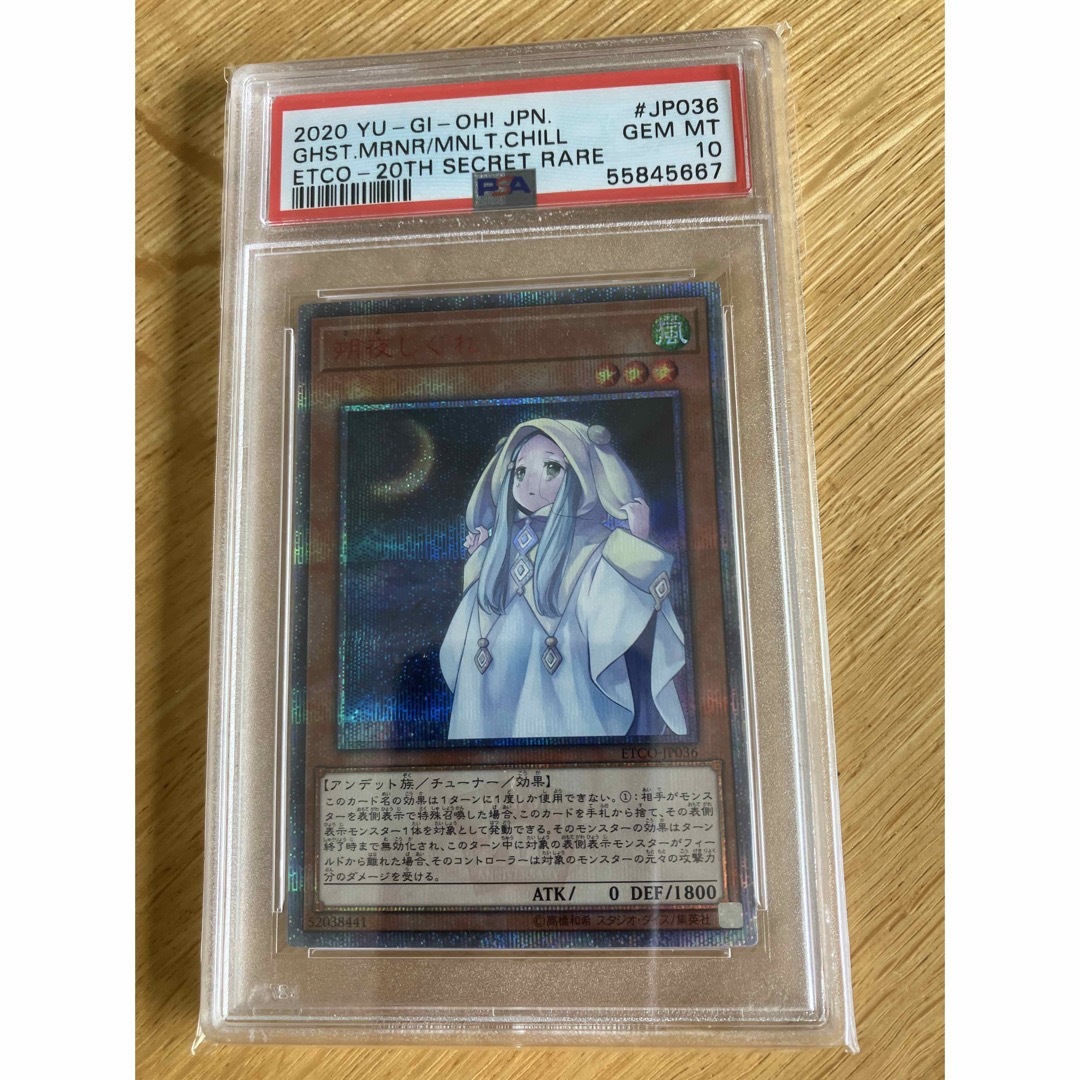 2020 YU-GI-OH! JPN.
#JP036
GHST.MRNR/MNLT.CHILL
GEM MT
ETCO-20TH SECRET RARE
10
PSA
55845667
朔夜しぐれ
風
ETCO-JP036
【アンデット族/チューナー/効果】
このカード名の効果は1ターンに1度しか使用できない。①:相手がモンス
ターを表側表示で特殊召喚した場合、このカードを手札から捨て、その表側
表示モンスター1体を対象として発動できる。そのモンスターの効果はターン
終了時まで無効化され、このターン中に対象の表側表示モンスターがフィー
ルドから離れた場合、そのコントローラーは対象のモンスターの元々の攻撃力
分のダメージを受ける。
ATK/ 0 DEF/1800
52038441
©高橋和希 スタジオ・ダイス/集英社